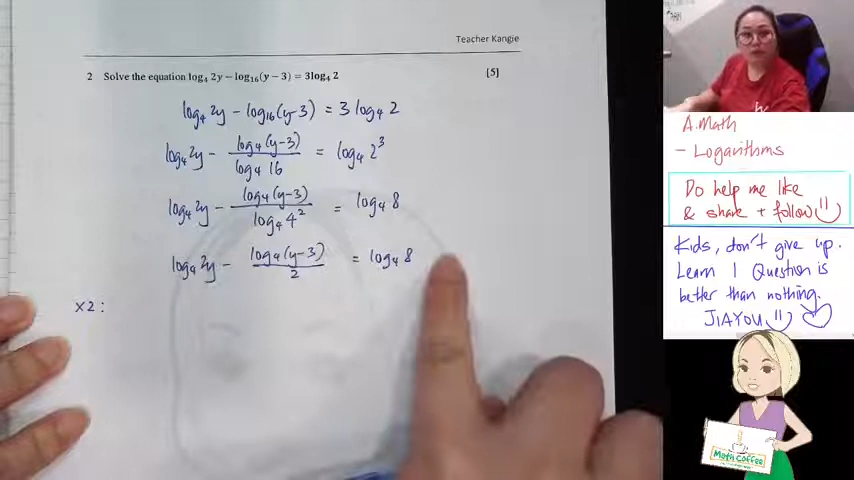 Teacher Kangie
2 Solve the equation log₄ 2y − log₁₆(y − 3) = 3log₄ 2 [5]
log₄ 2y − log₁₆(y−3) = 3 log₄ 2
log₄ 2y − log₄(y−3)/log₄ 16 = log₄ 2³
log₄ 2y − log₄(y−3)/log₄ 4² = log₄ 8
log₄ 2y − log₄(y−3)/2 = log₄ 8
×2:
A.Math
- Logarithms
Do help me like
& share + follow
Kids, don't give up.
Learn 1 Question is
better than nothing.
JIAYOU
Math Coffee